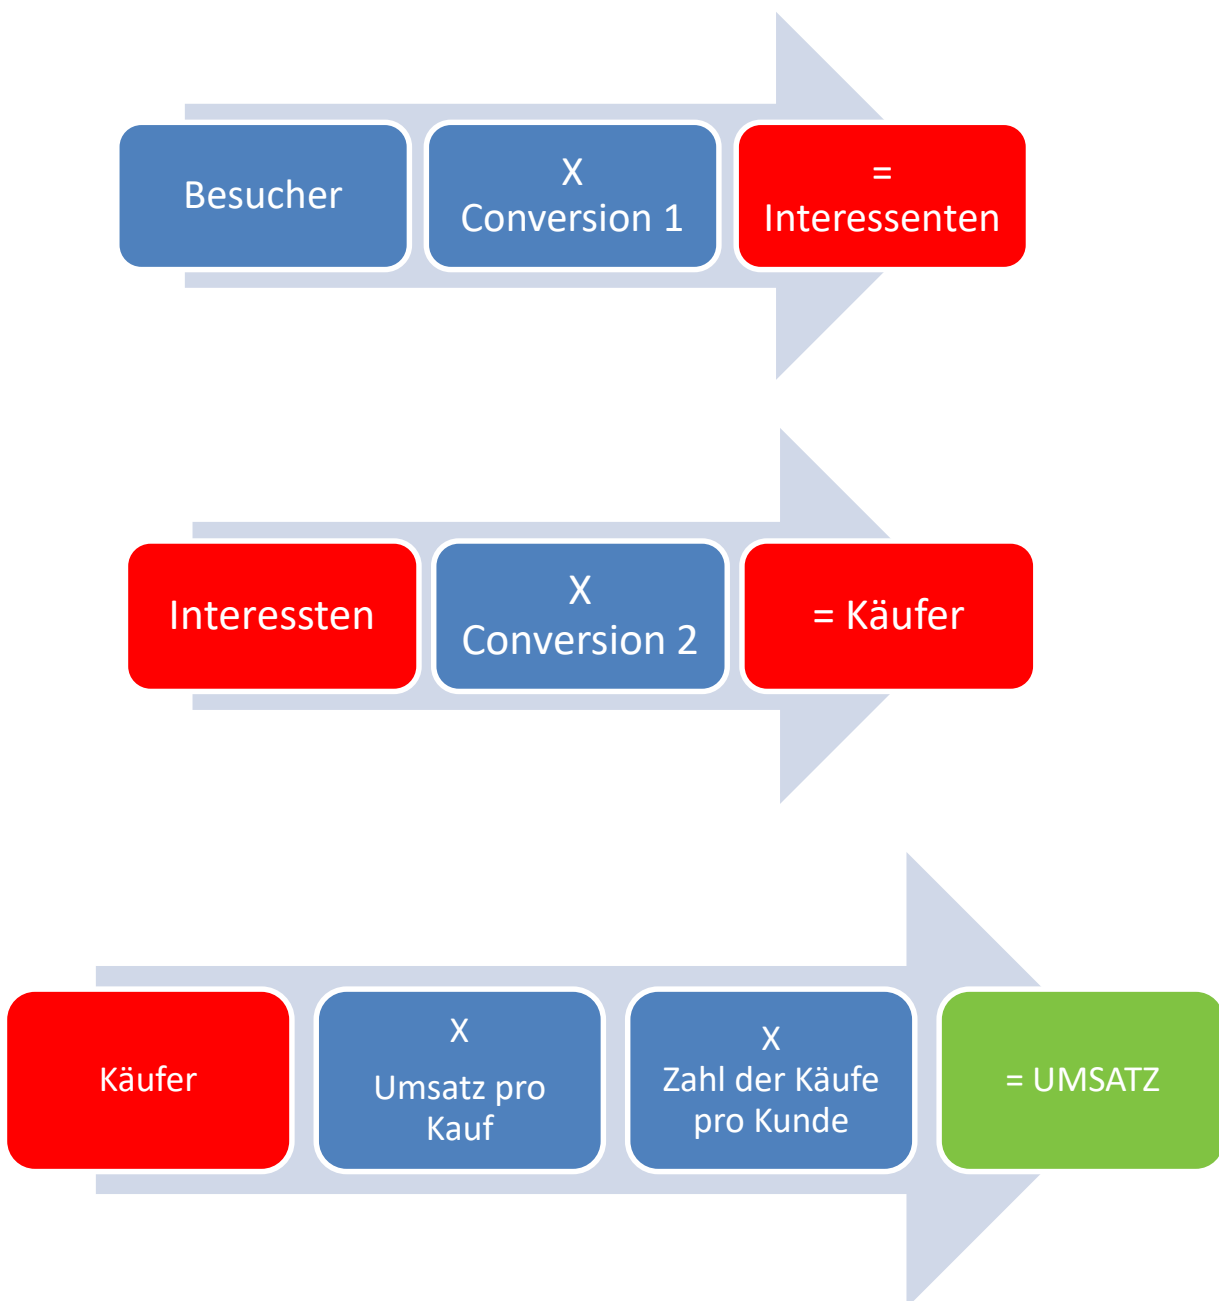 Besucher
X
Conversion 1
=
Interessenten
Interessten
X
Conversion 2
= Käufer
Käufer
X
Umsatz pro
Kauf
X
Zahl der Käufe
pro Kunde
= UMSATZ